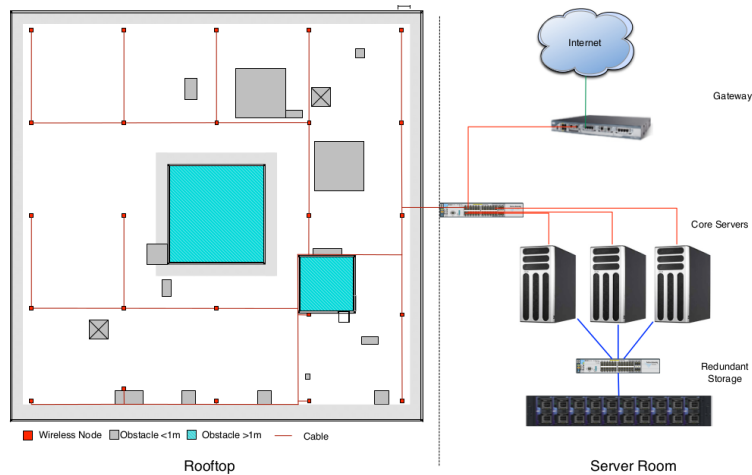 Internet
Gateway
Core Servers
Redundant
Storage
Wireless Node
Obstacle <1m
Obstacle >1m
Cable
Rooftop
Server Room